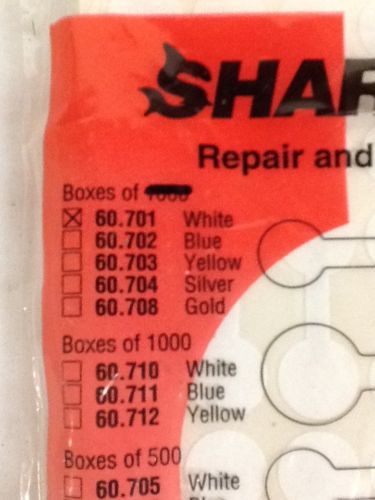 SHAR
Repair and
Boxes of 1000
60.701 White
60.702 Blue
60.703 Yellow
60.704 Silver
60.708 Gold
Boxes of 1000
60.710 White
60.711 Blue
60.712 Yellow
Boxes of 500
60.705 White